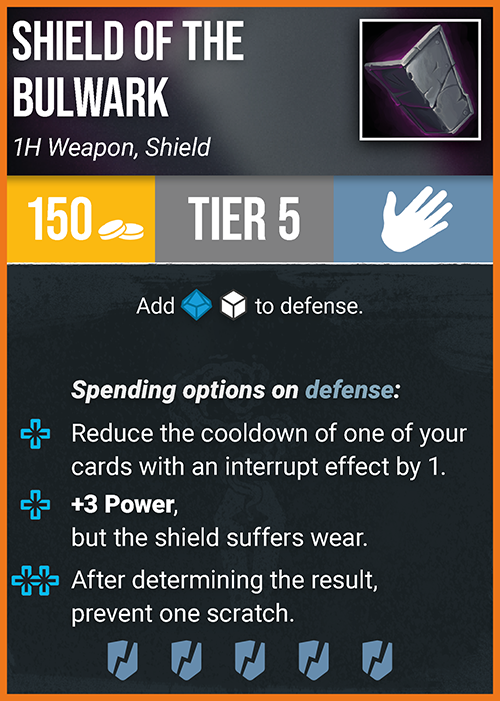 SHIELD OF THE
BULWARK
1H Weapon, Shield
150
TIER 5
Add to defense.
Spending options on defense:
Reduce the cooldown of one of your
cards with an interrupt effect by 1.
+3 Power,
but the shield suffers wear.
After determining the result,
prevent one scratch.